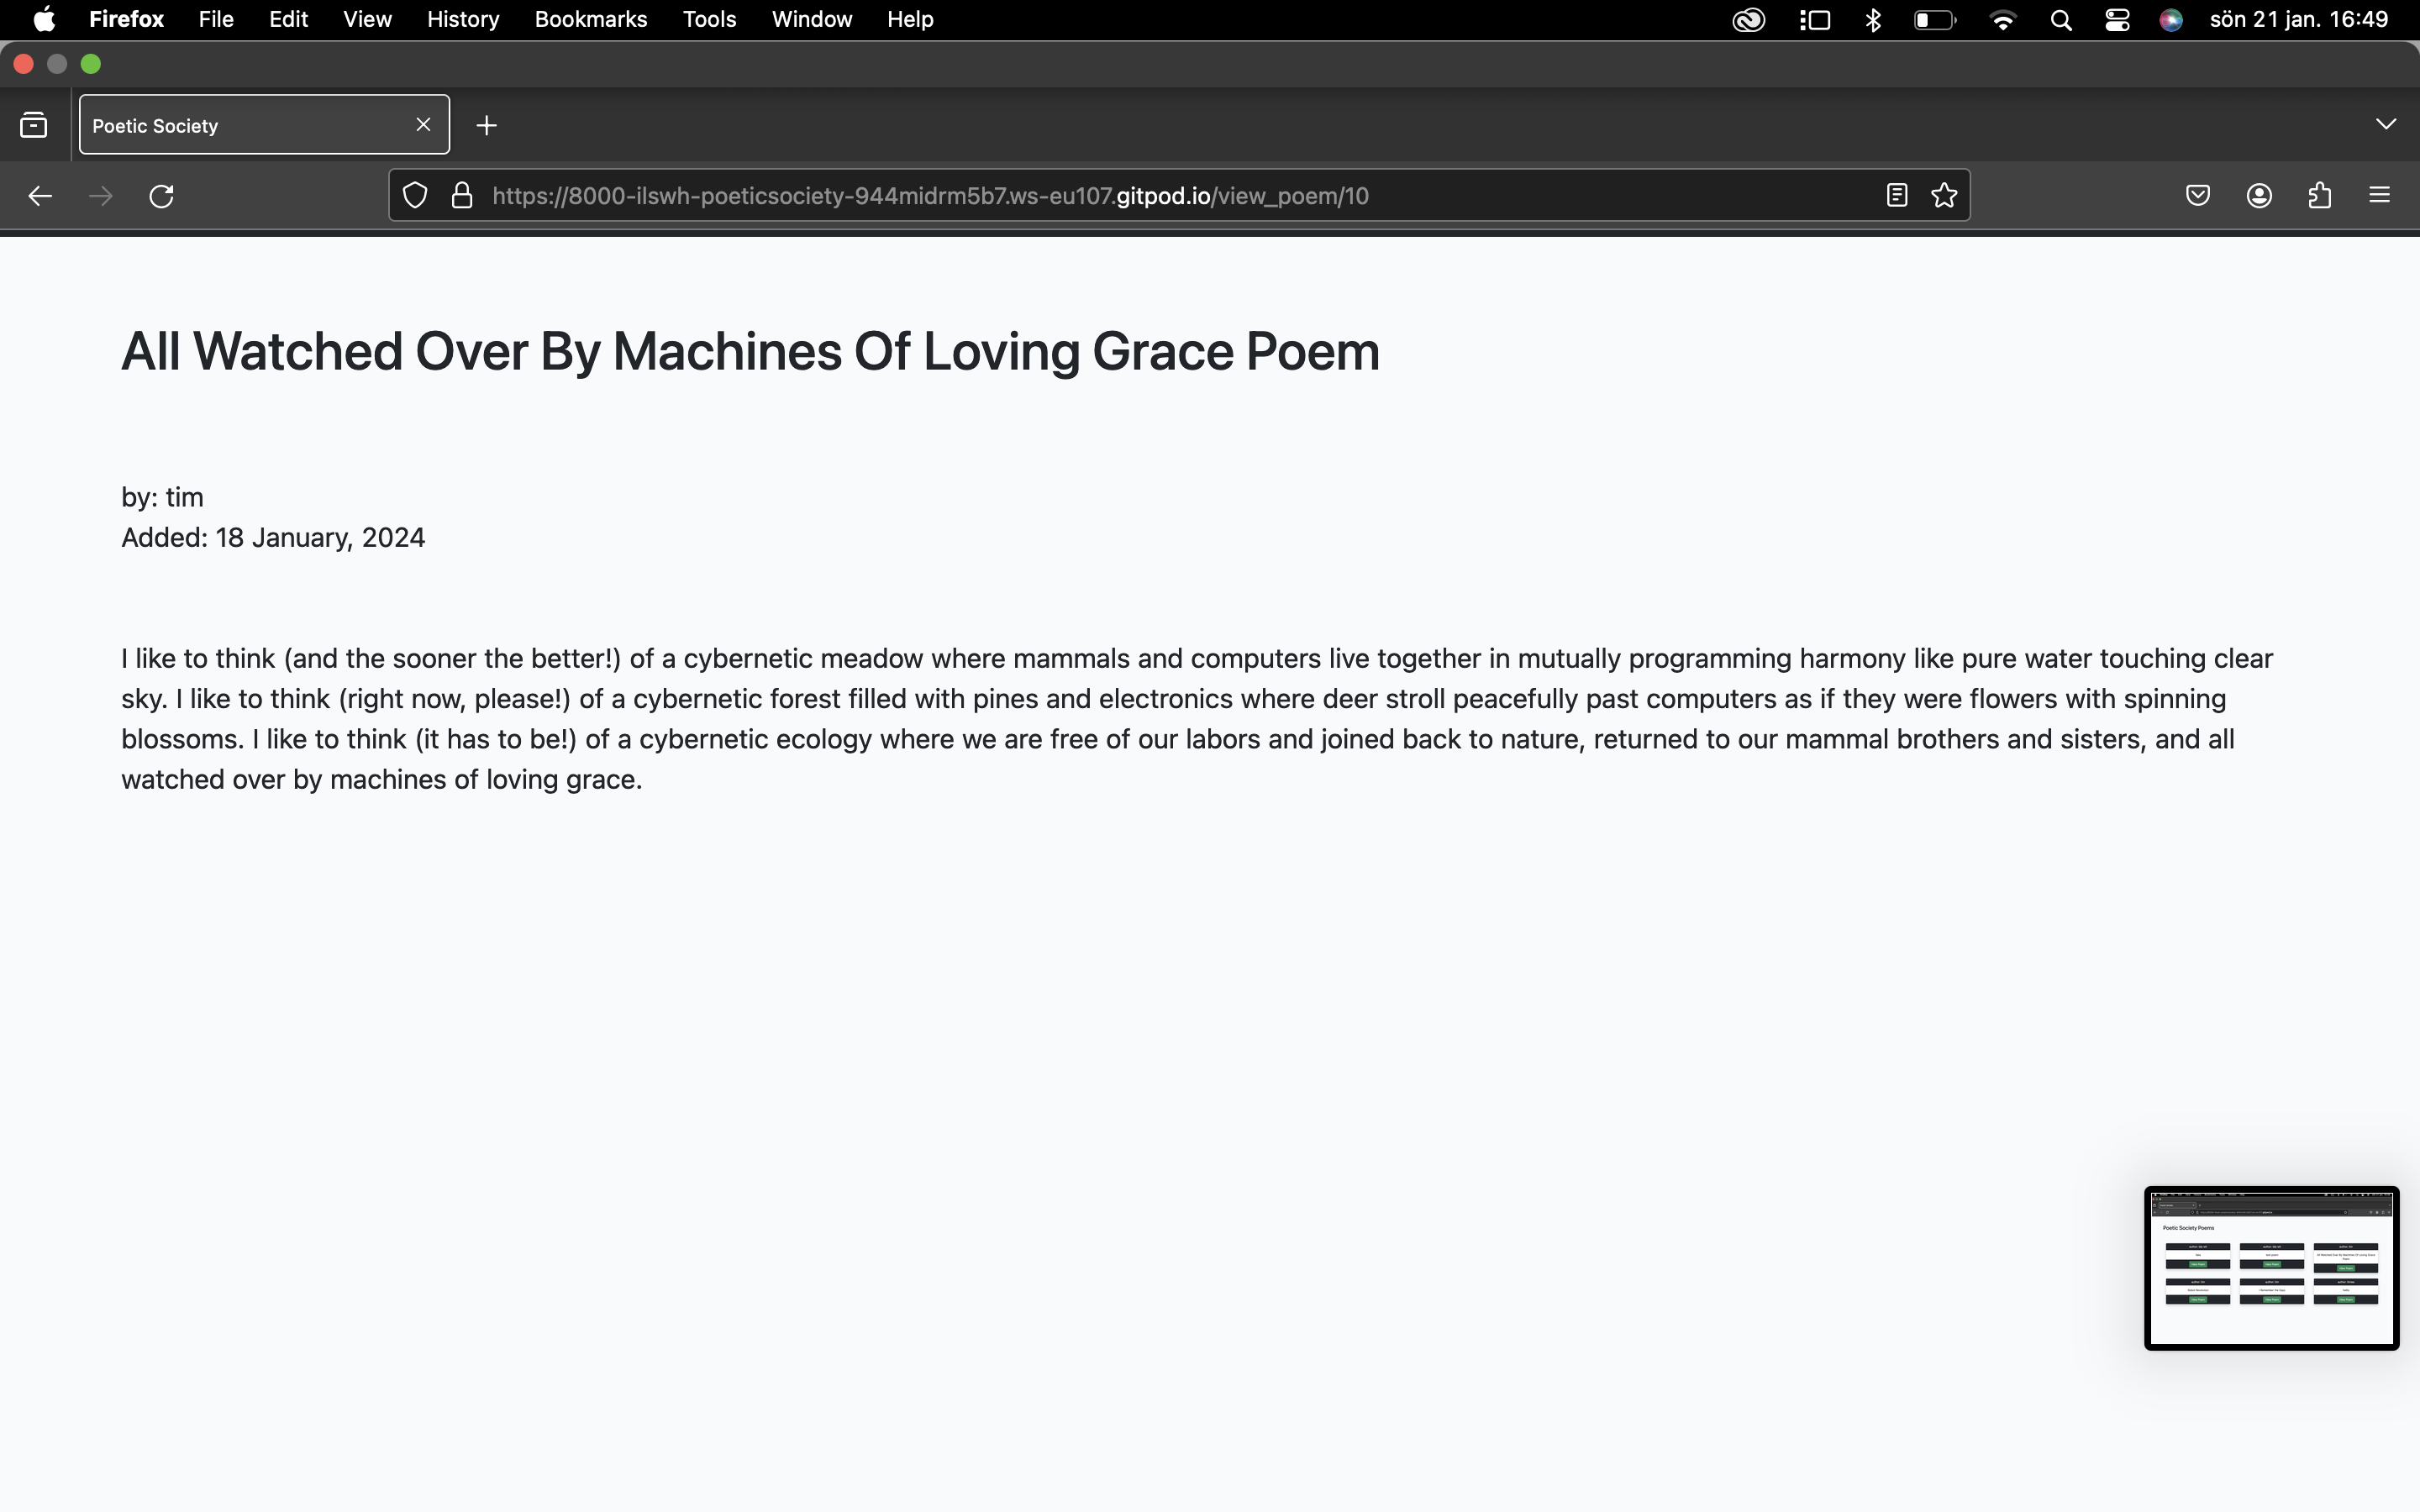 Firefox File Edit View History Bookmarks Tools Window Help sön 21 jan. 16:49
Poetic Society
https://8000-ilswh-poeticsociety-944midrm5b7.ws-eu107.gitpod.io/view_poem/10
All Watched Over By Machines Of Loving Grace Poem
by: tim
Added: 18 January, 2024
I like to think (and the sooner the better!) of a cybernetic meadow where mammals and computers live together in mutually programming harmony like pure water touching clear
sky. I like to think (right now, please!) of a cybernetic forest filled with pines and electronics where deer stroll peacefully past computers as if they were flowers with spinning
blossoms. I like to think (it has to be!) of a cybernetic ecology where we are free of our labors and joined back to nature, returned to our mammal brothers and sisters, and all
watched over by machines of loving grace.
Poetic Society Poems